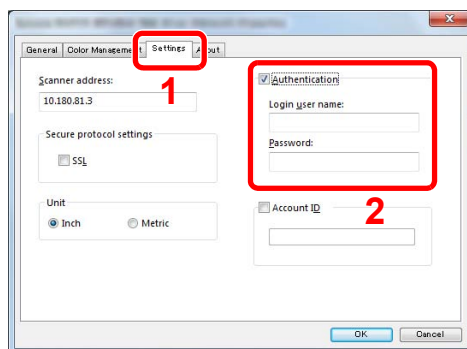 General Color Management Settings About
1
Scanner address:
10.180.81.3
Secure protocol settings
SSL
Unit
Inch Metric
Authentication
Login user name:
Password:
2
Account ID
OK Cancel